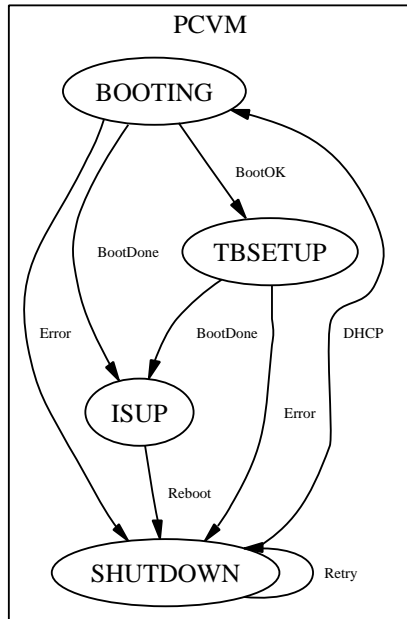 PCVM
BOOTING
BootOK
TBSETUP
BootDone
Error
BootDone
DHCP
ISUP
Error
Reboot
SHUTDOWN
Retry